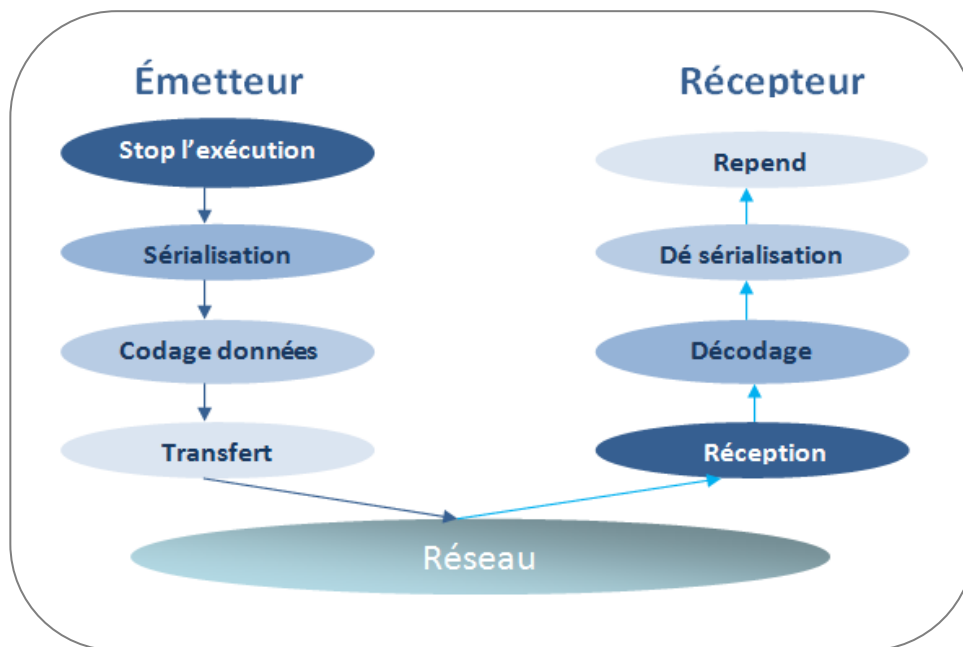 Émetteur
Stop l'exécution
Sérialisation
Codage données
Transfert
Récepteur
Repend
Dé sérialisation
Décodage
Réception
Réseau